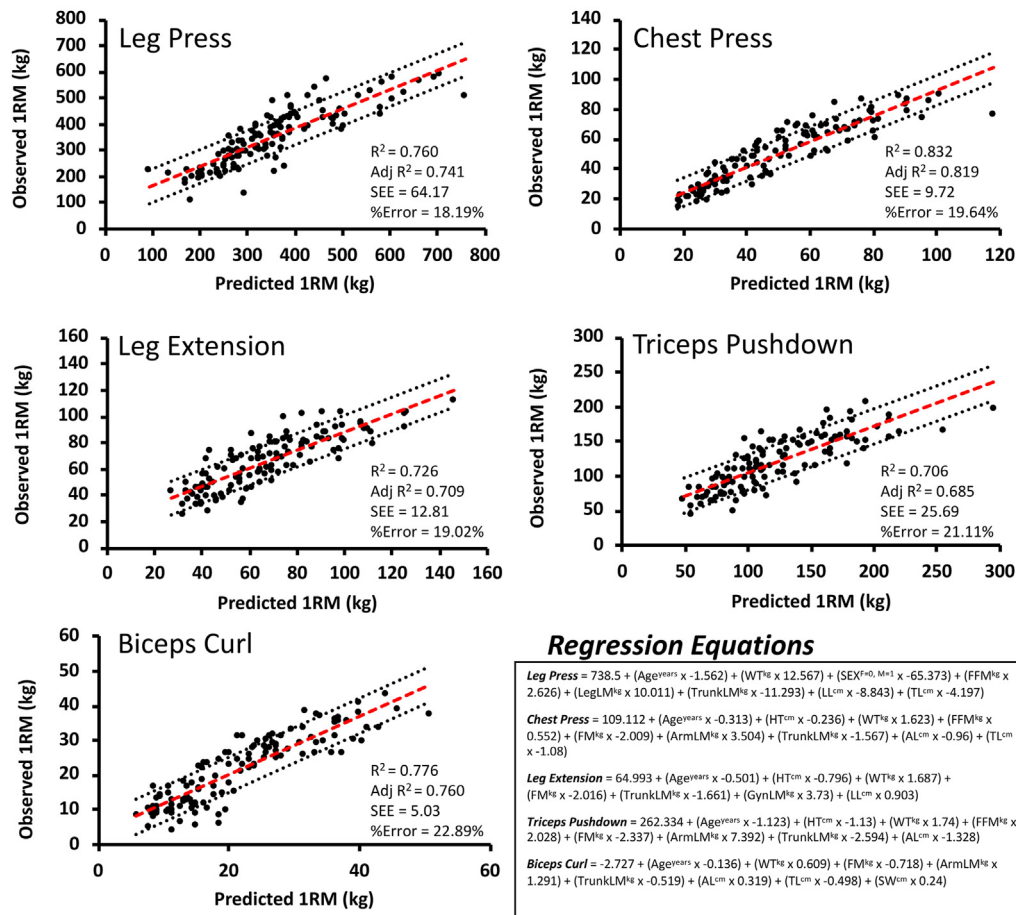 Leg Press
Observed 1RM (kg)
800
700
600
500
400
300
200
100
0
R² = 0.760
Adj R² = 0.741
SEE = 64.17
%Error = 18.19%
0 100 200 300 400 500 600 700 800
Predicted 1RM (kg)
Chest Press
Observed 1RM (kg)
140
120
100
80
60
40
20
0
R² = 0.832
Adj R² = 0.819
SEE = 9.72
%Error = 19.64%
0 20 40 60 80 100 120
Predicted 1RM (kg)
Leg Extension
Observed 1RM (kg)
160
140
120
100
80
60
40
20
0
R² = 0.726
Adj R² = 0.709
SEE = 12.81
%Error = 19.02%
0 20 40 60 80 100 120 140 160
Predicted 1RM (kg)
Triceps Pushdown
Observed 1RM (kg)
300
250
200
150
100
50
0
R² = 0.706
Adj R² = 0.685
SEE = 25.69
%Error = 21.11%
0 50 100 150 200 250 300
Predicted 1RM (kg)
Biceps Curl
Observed 1RM (kg)
60
50
40
30
20
10
0
R² = 0.776
Adj R² = 0.760
SEE = 5.03
%Error = 22.89%
0 20 40 60
Predicted 1RM (kg)
Regression Equations
Leg Press = 738.5 + (Ageyears x -1.562) + (WTkg x 12.567) + (SEXF=0, M=1 x -65.373) + (FFMkg x
2.626) + (LegLMkg x 10.011) + (TrunkLMkg x -11.293) + (LLcm x -8.843) + (TLcm x -4.197)
Chest Press = 109.112 + (Ageyears x -0.313) + (HTcm x -0.236) + (WTkg x 1.623) + (FFMkg x
0.552) + (FMkg x -2.009) + (ArmLMkg x 3.504) + (TrunkLMkg x -1.567) + (ALcm x -0.96) + (TLcm
x -1.08)
Leg Extension = 64.993 + (Ageyears x -0.501) + (HTcm x -0.796) + (WTkg x 1.687) +
(FMkg x -2.016) + (TrunkLMkg x -1.661) + (GynLMkg x 3.73) + (LLcm x 0.903)
Triceps Pushdown = 262.334 + (Ageyears x -1.123) + (HTcm x -1.13) + (WTkg x 1.74) + (FFMkg x
2.028) + (FMkg x -2.337) + (ArmLMkg x 7.392) + (TrunkLMkg x -2.594) + (ALcm x -1.328)
Biceps Curl = -2.727 + (Ageyears x -0.136) + (WTkg x 0.609) + (FMkg x -0.718) + (ArmLMkg x
1.291) + (TrunkLMkg x -0.519) + (ALcm x 0.319) + (TLcm x -0.498) + (SWcm x 0.24)